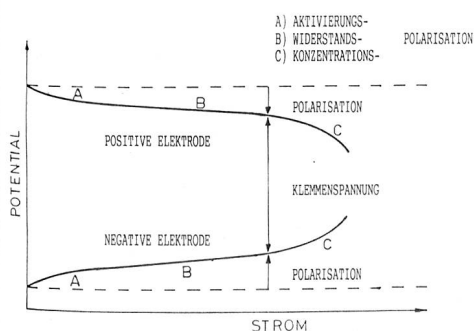 A) AKTIVIERUNGS-
B) WIDERSTANDS- POLARISATION
C) KONZENTRATIONS-
A
B
POLARISATION
C
POSITIVE ELEKTRODE
POTENTIAL
KLEMMENSPANNUNG
NEGATIVE ELEKTRODE
C
A
B
POLARISATION
STROM